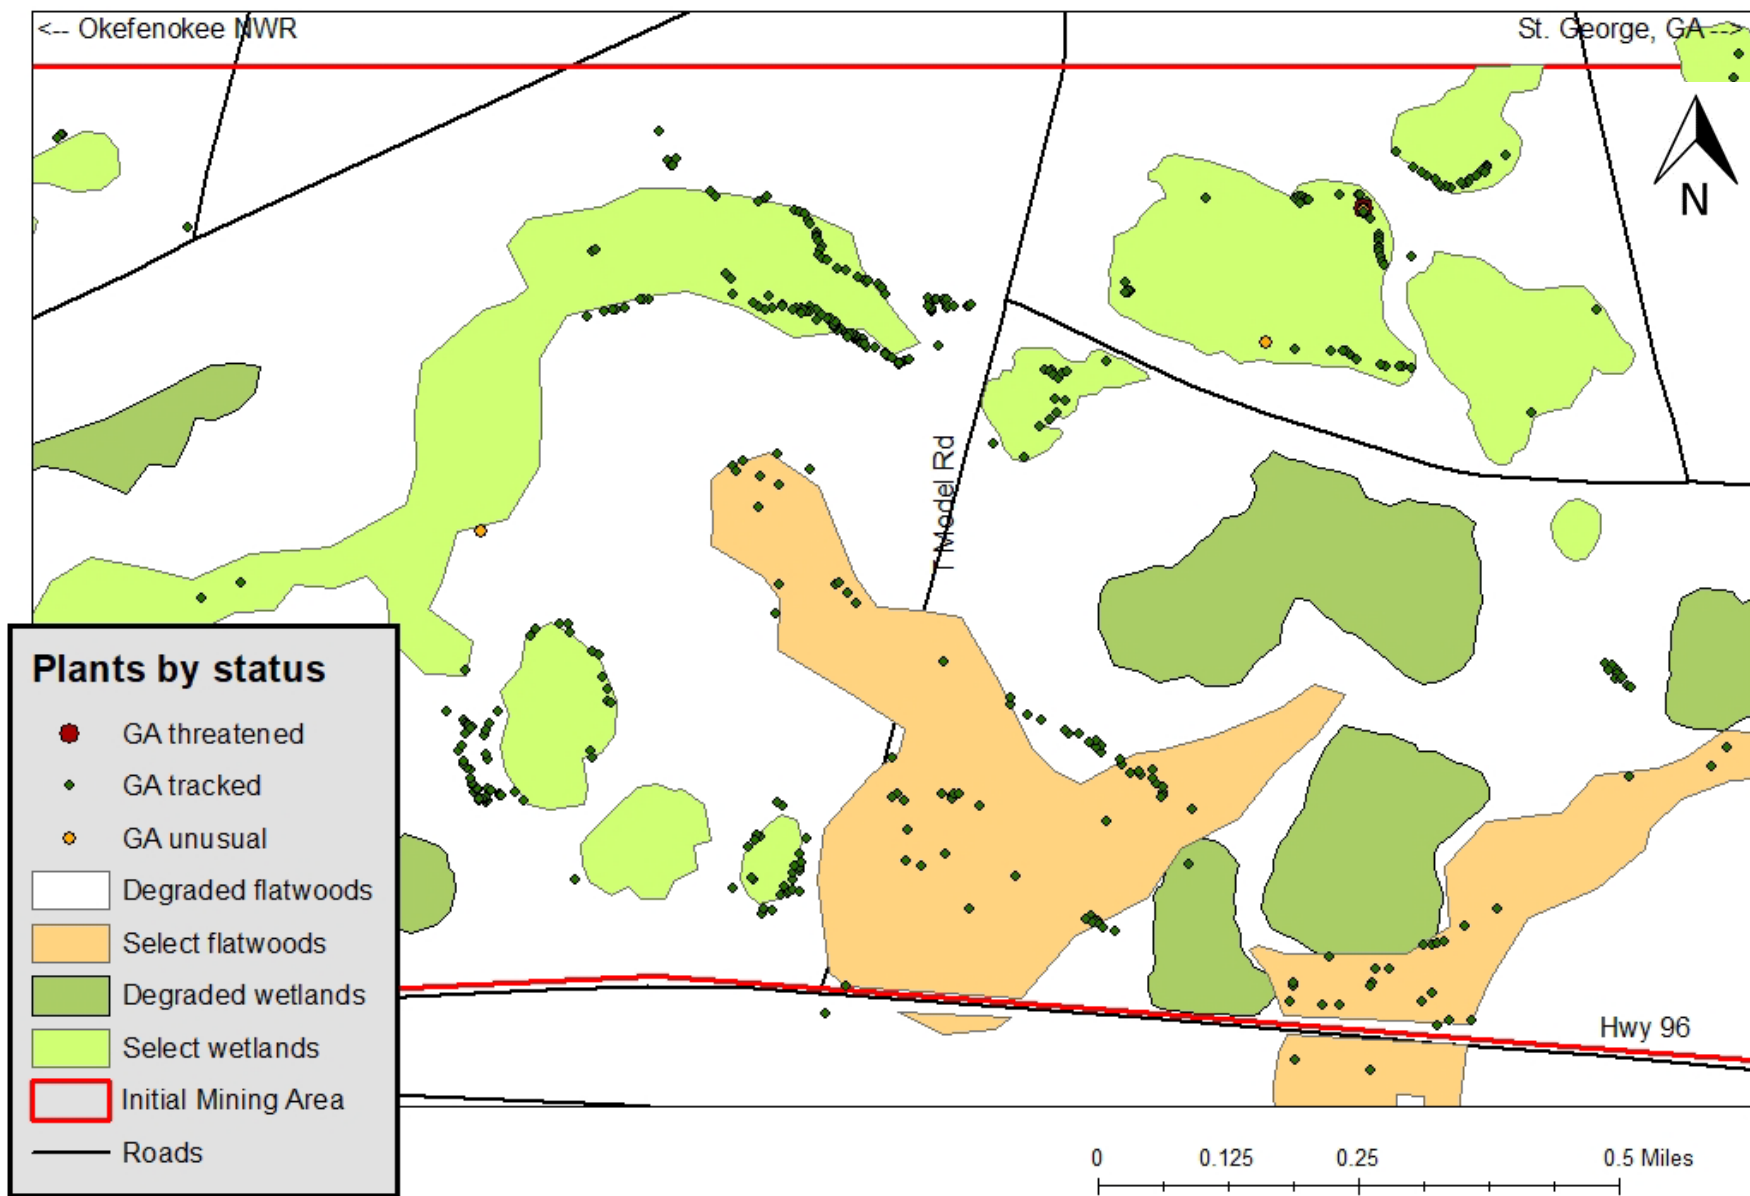 <-- Okefenokee NWR
St. George, GA -->
N
T Model Rd
Plants by status
GA threatened
GA tracked
GA unusual
Degraded flatwoods
Select flatwoods
Degraded wetlands
Select wetlands
Initial Mining Area
Roads
Hwy 96
0 0.125 0.25 0.5 Miles